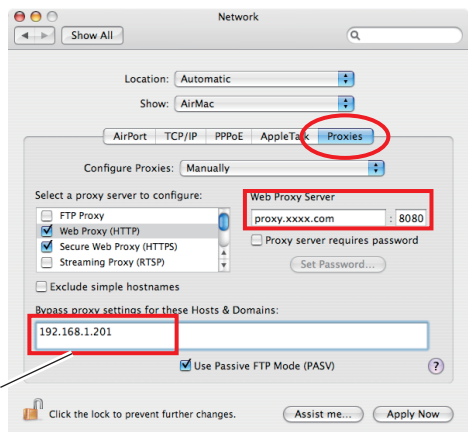 Network
Show All
Location: Automatic
Show: AirMac
AirPort TCP/IP PPPoE AppleTalk Proxies
Configure Proxies: Manually
Select a proxy server to configure:
Web Proxy Server
FTP Proxy
Web Proxy (HTTP)
Secure Web Proxy (HTTPS)
Streaming Proxy (RTSP)
proxy.xxxx.com : 8080
Proxy server requires password
Set Password...
Exclude simple hostnames
Bypass proxy settings for these Hosts & Domains:
192.168.1.201
Use Passive FTP Mode (PASV)
?
Click the lock to prevent further changes.
Assist me... Apply Now